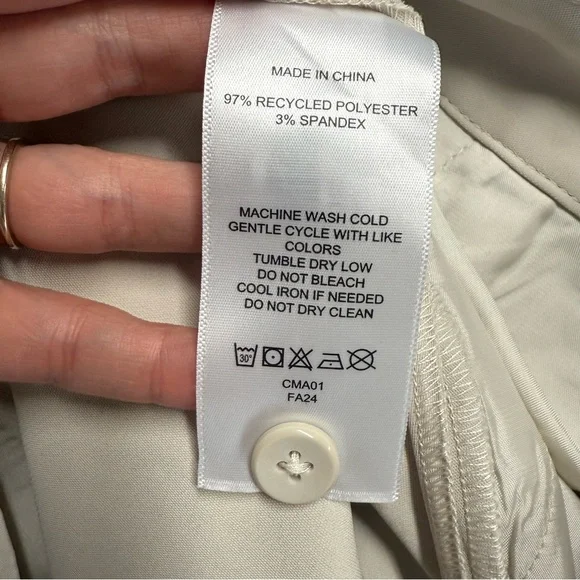 MADE IN CHINA
97% RECYCLED POLYESTER
3% SPANDEX
MACHINE WASH COLD
GENTLE CYCLE WITH LIKE
COLORS
TUMBLE DRY LOW
DO NOT BLEACH
COOL IRON IF NEEDED
DO NOT DRY CLEAN
30°
CMA01
FA24